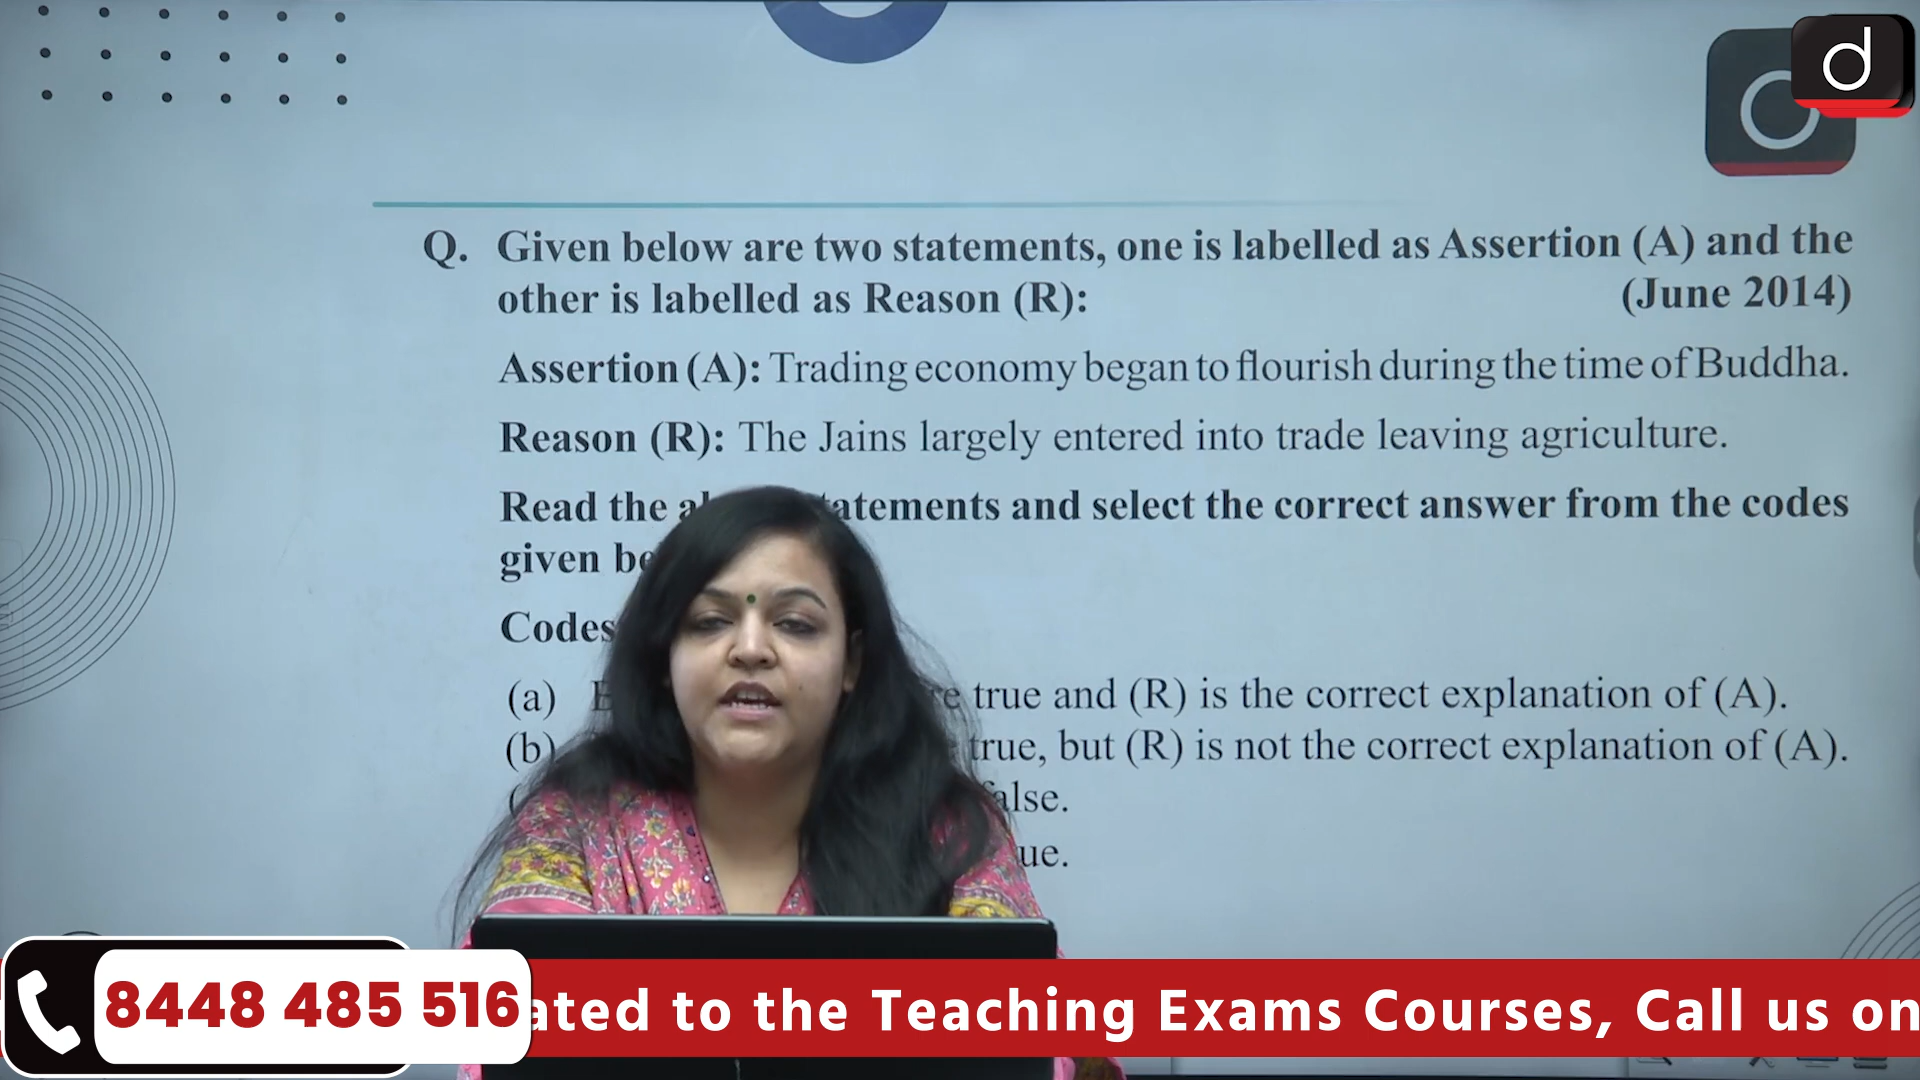 d
Q. Given below are two statements, one is labelled as Assertion (A) and the
other is labelled as Reason (R): (June 2014)
Assertion (A): Trading economy began to flourish during the time of Buddha.
Reason (R): The Jains largely entered into trade leaving agriculture.
Read the statements and select the correct answer from the codes
given
Codes
(a) true and (R) is the correct explanation of (A).
(b) true, but (R) is not the correct explanation of (A).
false.
8448 485 516 to the Teaching Exams Courses, Call us on